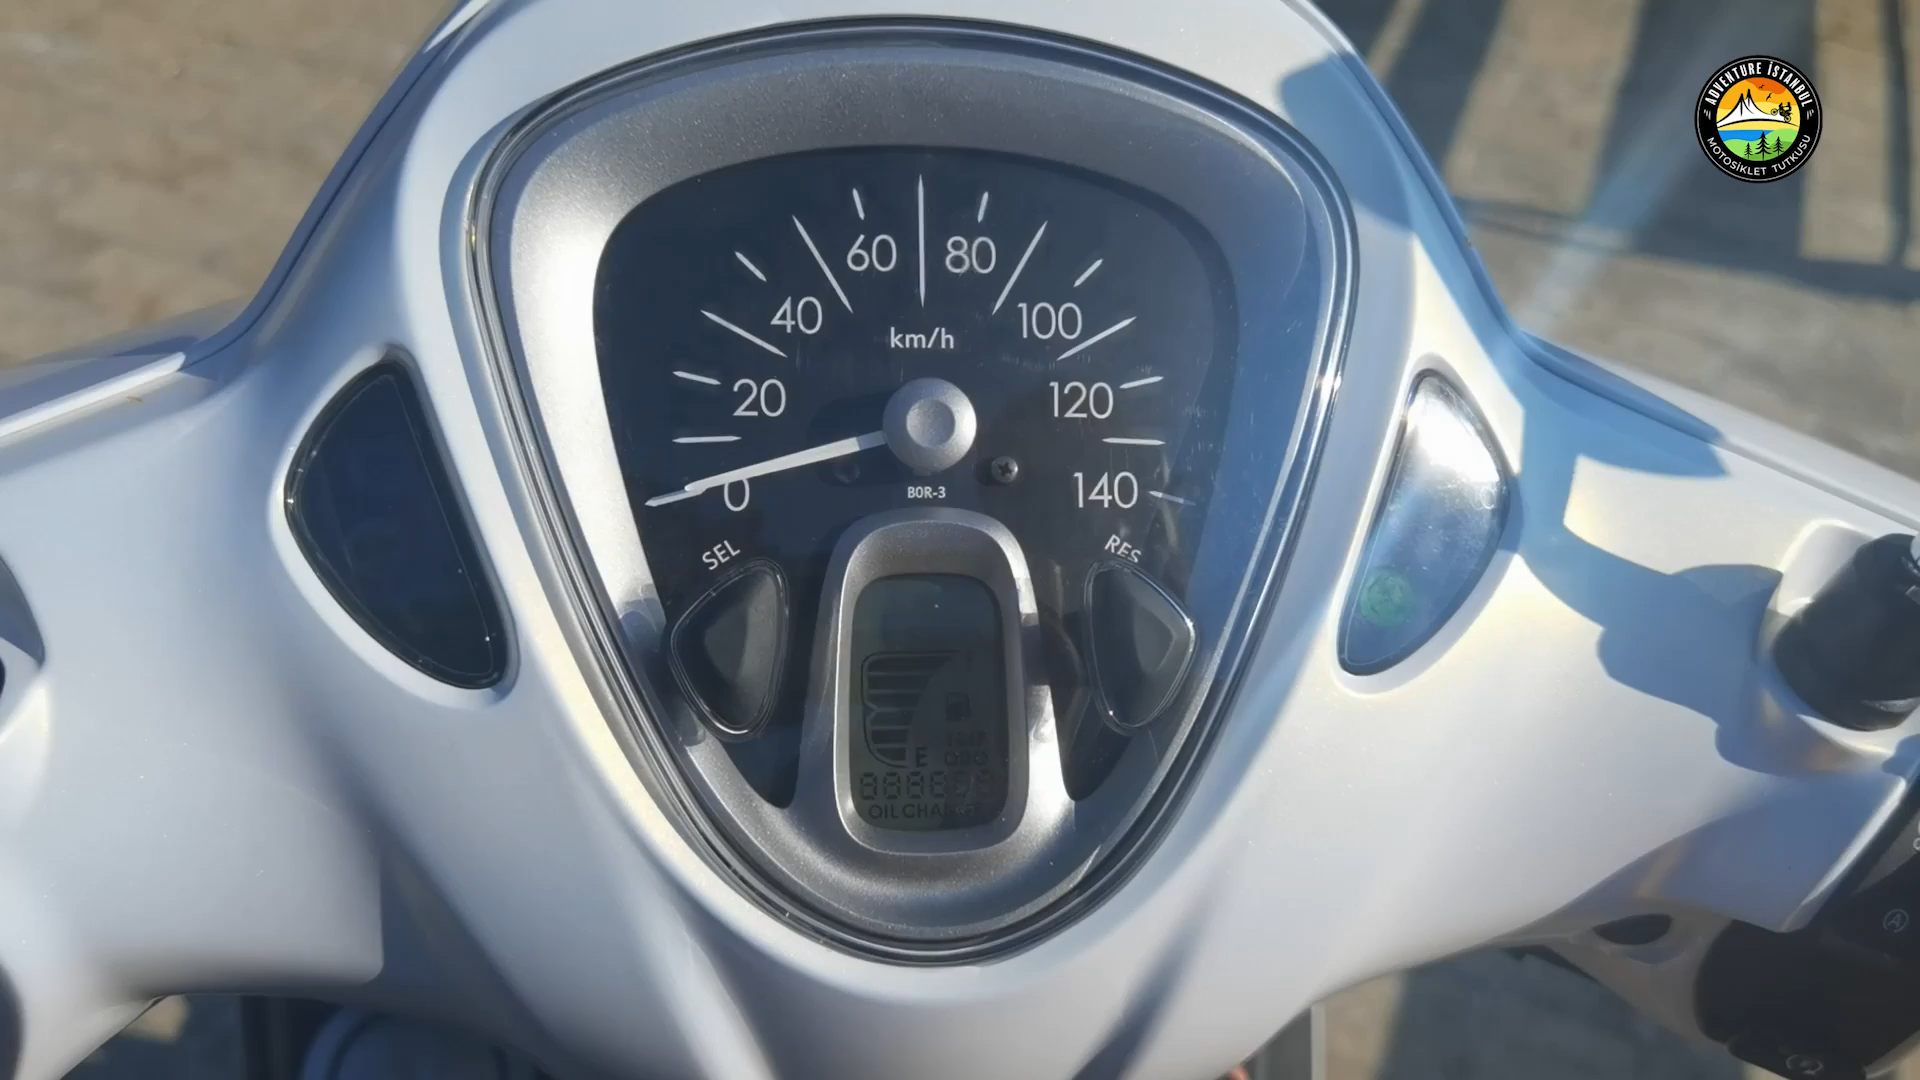 ADVENTURE İSTANBUL
MOTOSİKLET TUTKUSU
60 80
40 100
km/h
20 120
0 140
B0R-3
SEL RES
E
OIL CHANGE